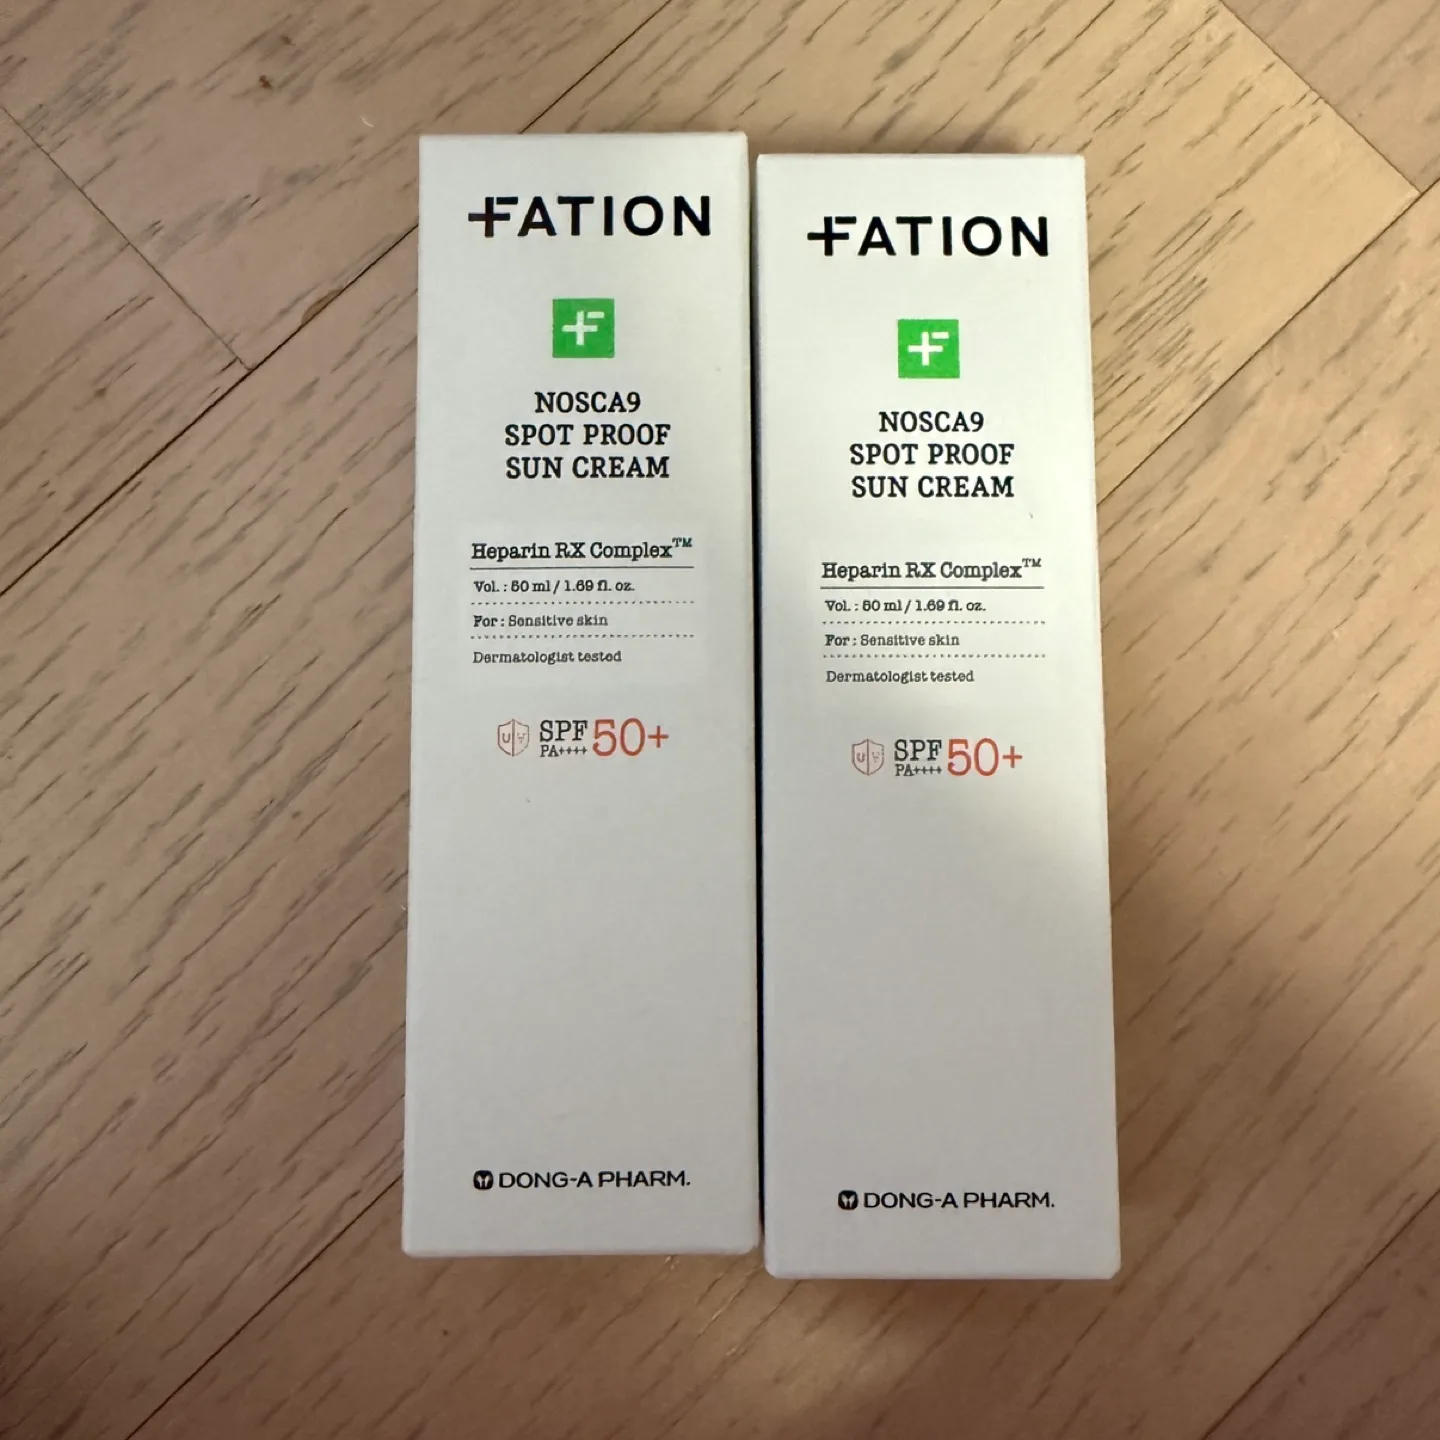 FATION
NOSCA9
SPOT PROOF
SUN CREAM
Heparin RX Complex™
Vol. : 50 ml / 1.69 fl. oz.
For : Sensitive skin
Dermatologist tested
UV SPF 50+
PA++++
DONG-A PHARM.
FATION
NOSCA9
SPOT PROOF
SUN CREAM
Heparin RX Complex™
Vol. : 50 ml / 1.69 fl. oz.
For : Sensitive skin
Dermatologist tested
UV SPF 50+
PA++++
DONG-A PHARM.